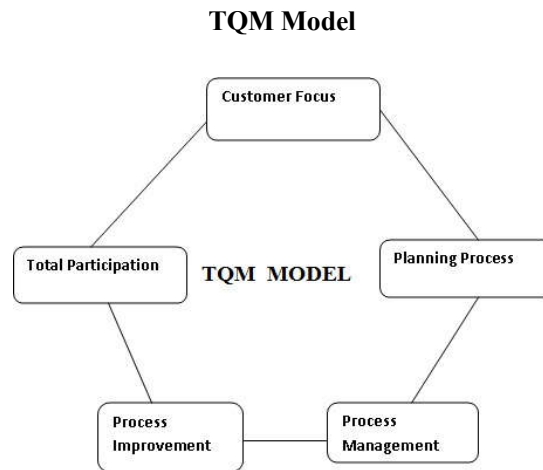 TQM Model
Customer Focus
Total Participation
TQM MODEL
Planning Process
Process
Improvement
Process
Management